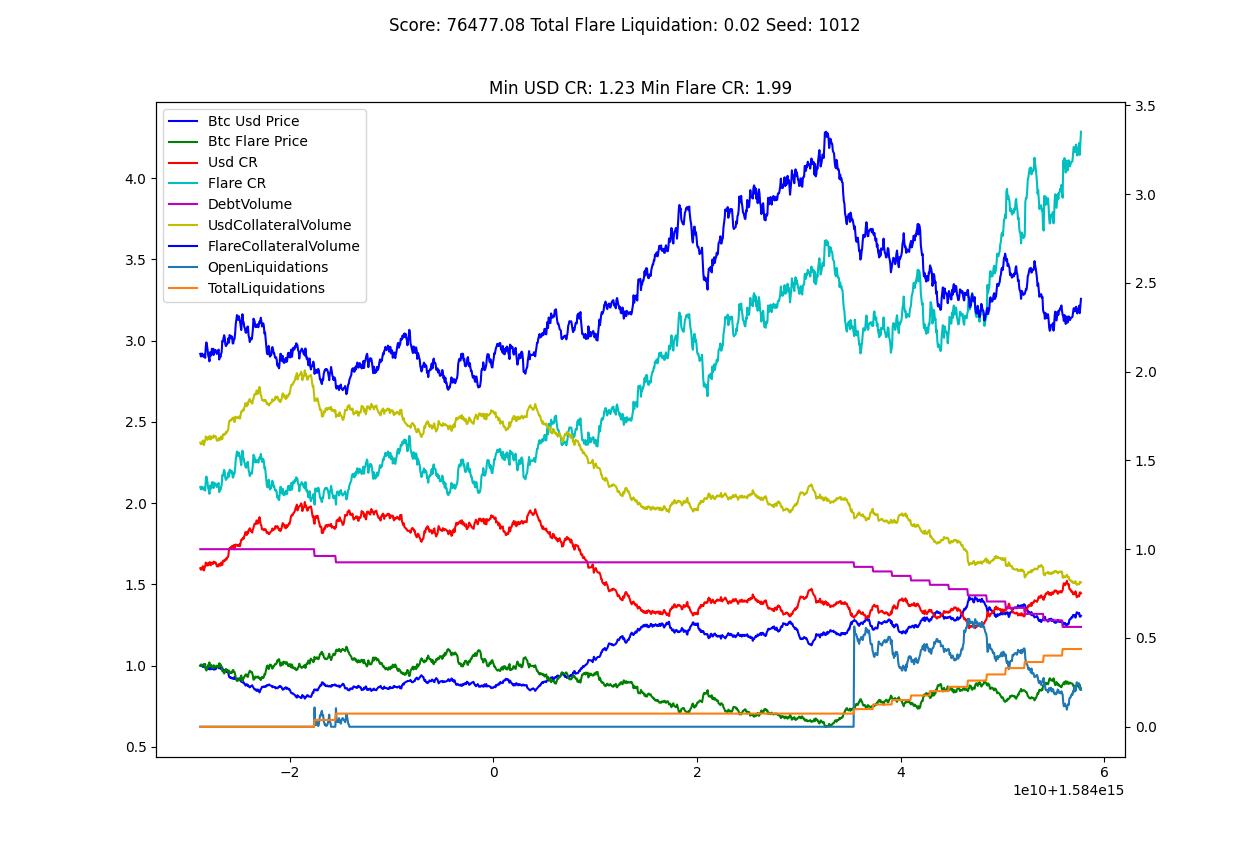 Score: 76477.08 Total Flare Liquidation: 0.02 Seed: 1012
Min USD CR: 1.23 Min Flare CR: 1.99
Btc Usd Price
Btc Flare Price
Usd CR
Flare CR
DebtVolume
UsdCollateralVolume
FlareCollateralVolume
OpenLiquidations
TotalLiquidations
4.0
3.5
3.0
2.5
2.0
1.5
1.0
0.5
3.5
3.0
2.5
2.0
1.5
1.0
0.5
0.0
−2 0 2 4 6
1e10+1.584e15